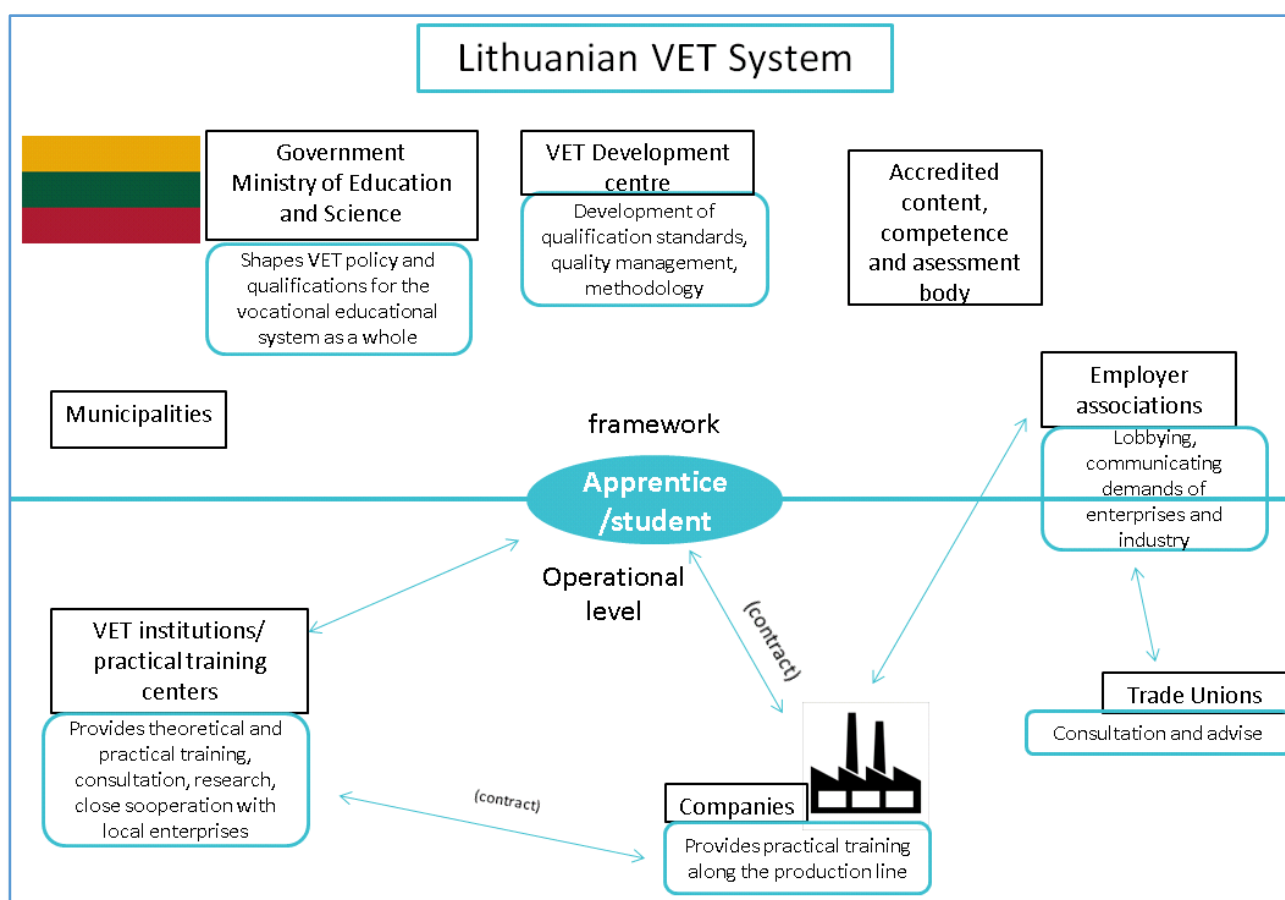 Lithuanian VET System
Government
Ministry of Education
and Science
Shapes VET policy and
qualifications for the
vocational educational
system as a whole
VET Development
centre
Development of
qualification standards,
quality management,
methodology
Accredited
content,
competence
and asessment
body
Municipalities
framework
Employer
associations
Lobbying,
communicating
demands of
enterprises and
industry
Apprentice
/student
Operational
level
VET institutions/
practical training
centers
Provides theoretical and
practical training,
consultation, research,
close sooperation with
local enterprises
(contract)
(contract)
Companies
Provides practical training
along the production line
Trade Unions
Consultation and advise